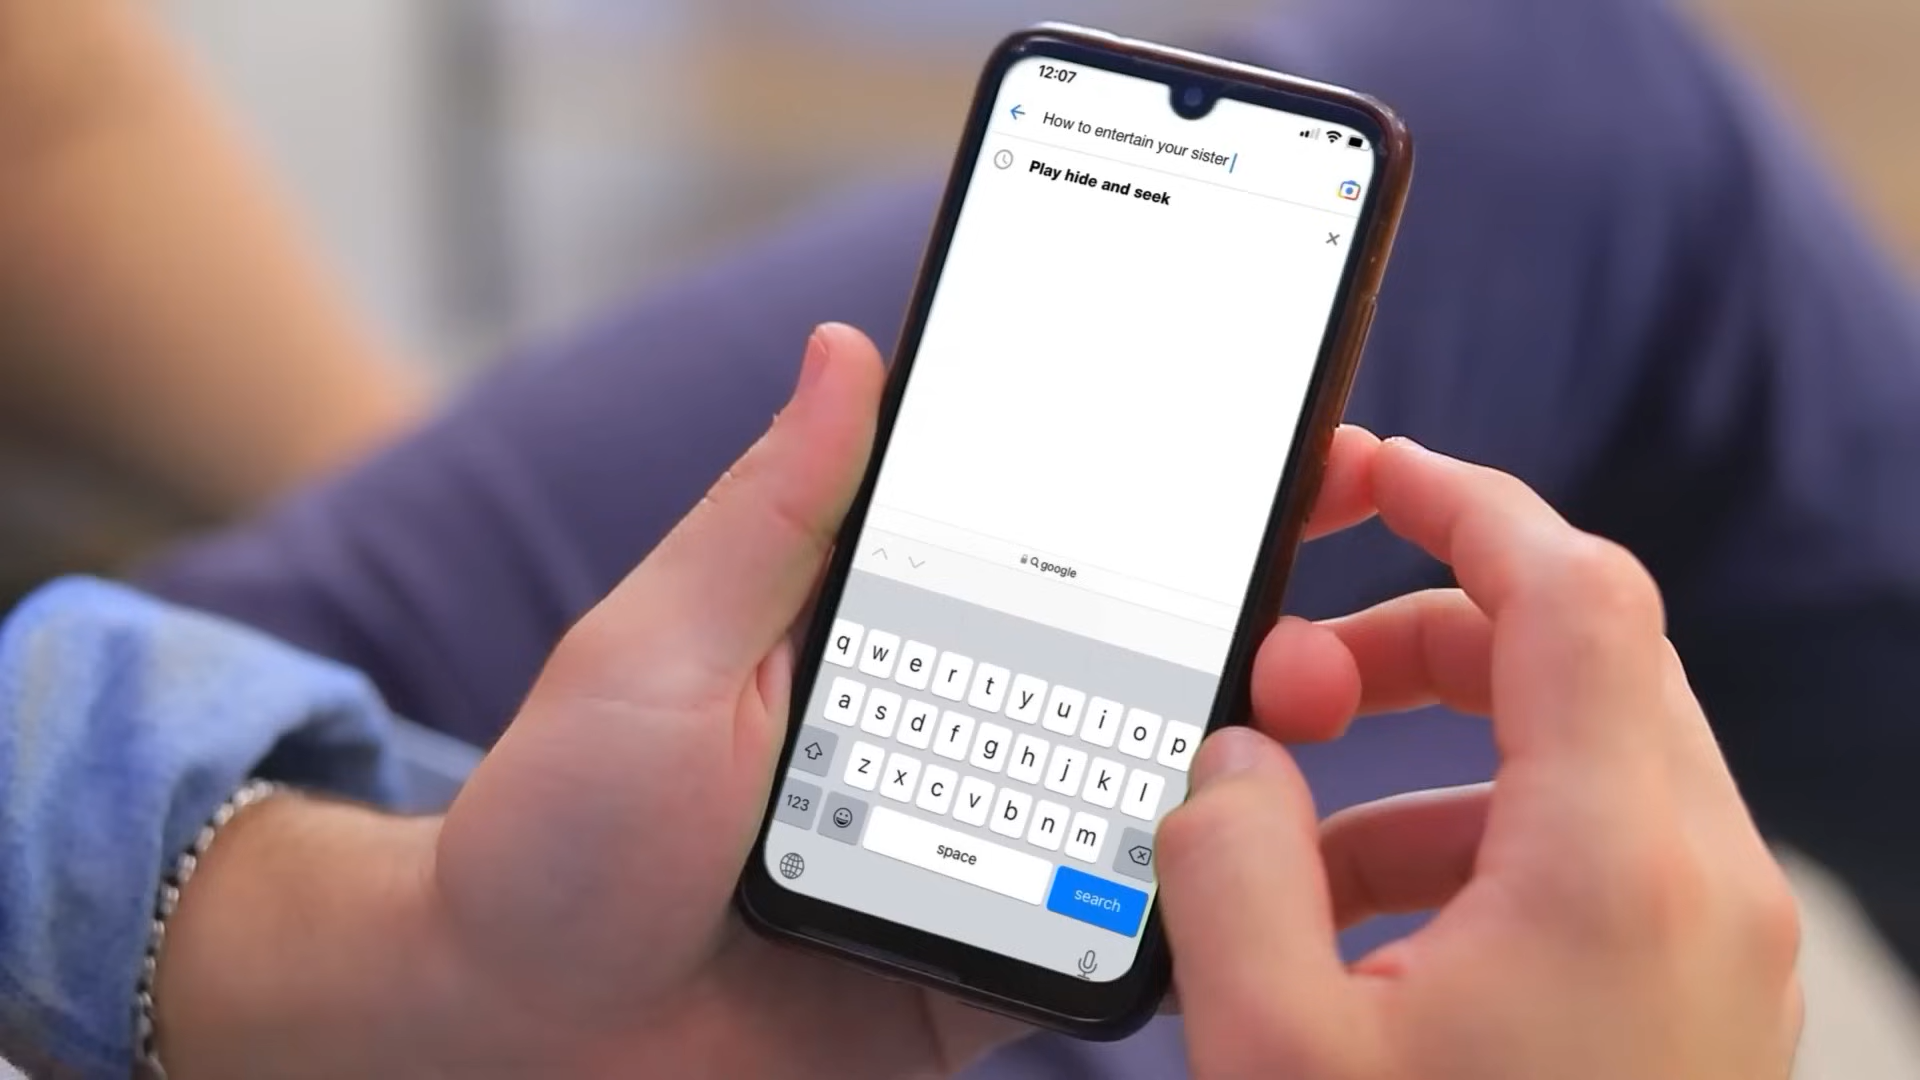 12:07
How to entertain your sister
Play hide and seek
google
q w e r t y u i o p
a s d f g h j k l
z x c v b n m
123
space
search